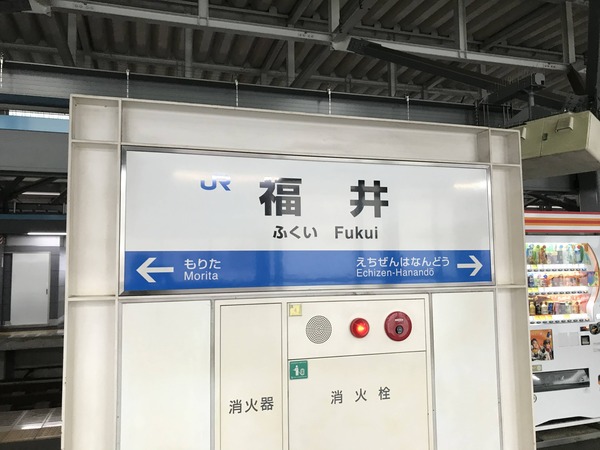 JR
福井
ふくい Fukui
← もりた
Morita
えちぜんはなんどう →
Echizen-Hanandō
消火器
消火栓